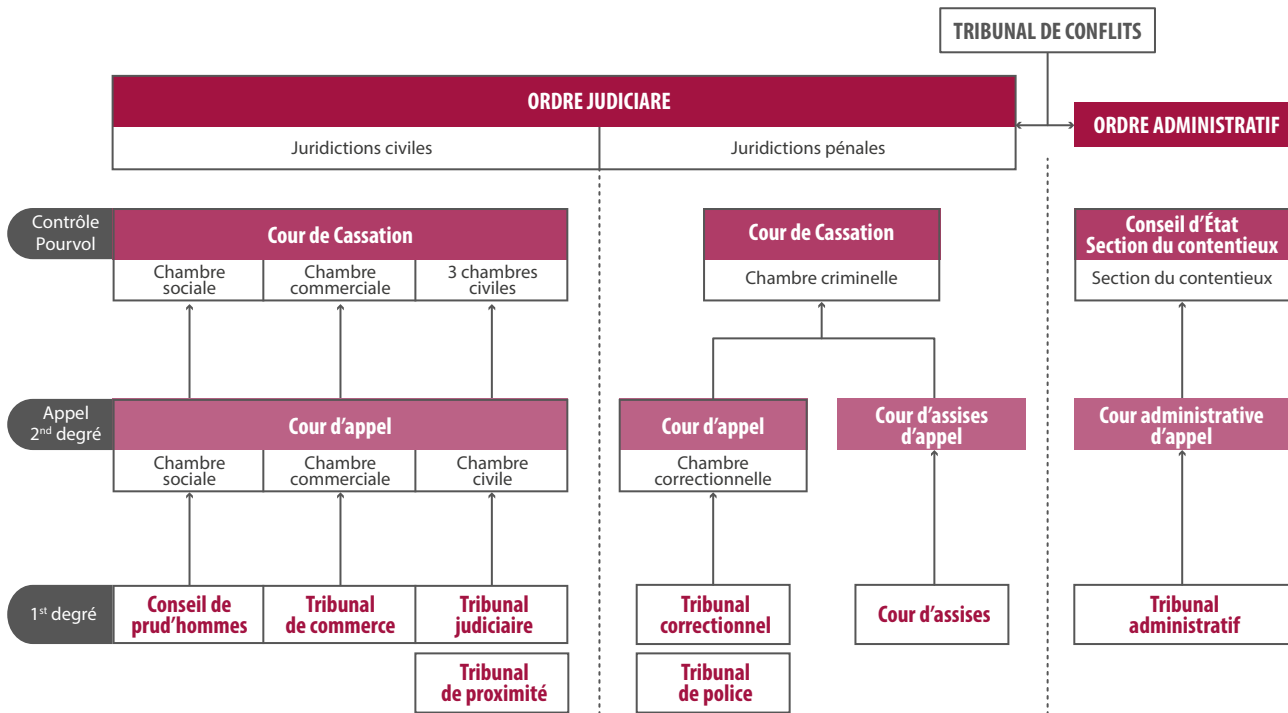 TRIBUNAL DE CONFLITS
ORDRE JUDICIARE
ORDRE ADMINISTRATIF
Juridictions civiles
Juridictions pénales
Contrôle
Pourvol
Cour de Cassation
Chambre
sociale
Chambre
commerciale
3 chambres
civiles
Cour de Cassation
Chambre criminelle
Conseil d'État
Section du contentieux
Section du contentieux
Appel
2nd degré
Cour d'appel
Chambre
sociale
Chambre
commerciale
Chambre
civile
Cour d'appel
Chambre
correctionnelle
Cour d'assises
d'appel
Cour administrative
d'appel
1st degré
Conseil de
prud'hommes
Tribunal
de commerce
Tribunal
judiciaire
Tribunal
de proximité
Tribunal
correctionnel
Tribunal
de police
Cour d'assises
Tribunal
administratif